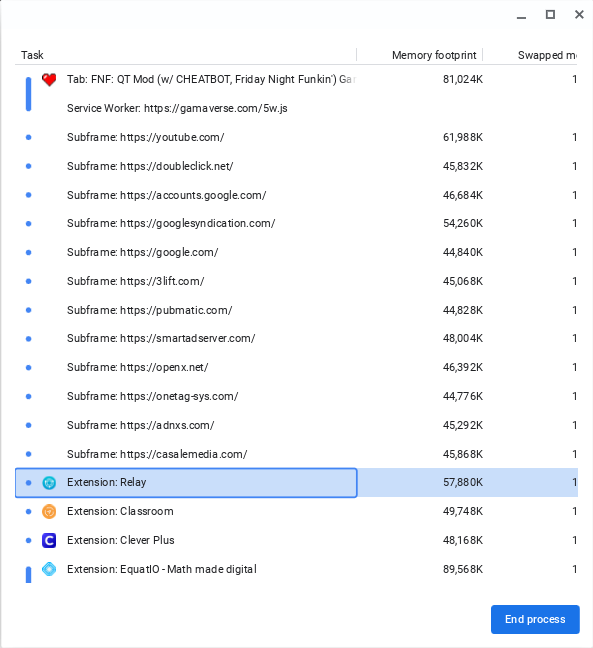 Task Memory footprint Swapped me
Tab: FNF: QT Mod (w/ CHEATBOT, Friday Night Funkin') Gar 81,024K 1
Service Worker: https://gamaverse.com/5w.js
Subframe: https://youtube.com/ 61,988K 1
Subframe: https://doubleclick.net/ 45,832K 1
Subframe: https://accounts.google.com/ 46,684K 1
Subframe: https://googlesyndication.com/ 54,260K 1
Subframe: https://google.com/ 44,840K 1
Subframe: https://3lift.com/ 45,068K 1
Subframe: https://pubmatic.com/ 44,828K 1
Subframe: https://smartadserver.com/ 48,004K 1
Subframe: https://openx.net/ 46,392K 1
Subframe: https://onetag-sys.com/ 44,776K 1
Subframe: https://adnxs.com/ 45,292K 1
Subframe: https://casalemedia.com/ 45,868K 1
Extension: Relay 57,880K 1
Extension: Classroom 49,748K 1
Extension: Clever Plus 48,168K 1
Extension: EquatIO - Math made digital 89,568K 1
End process